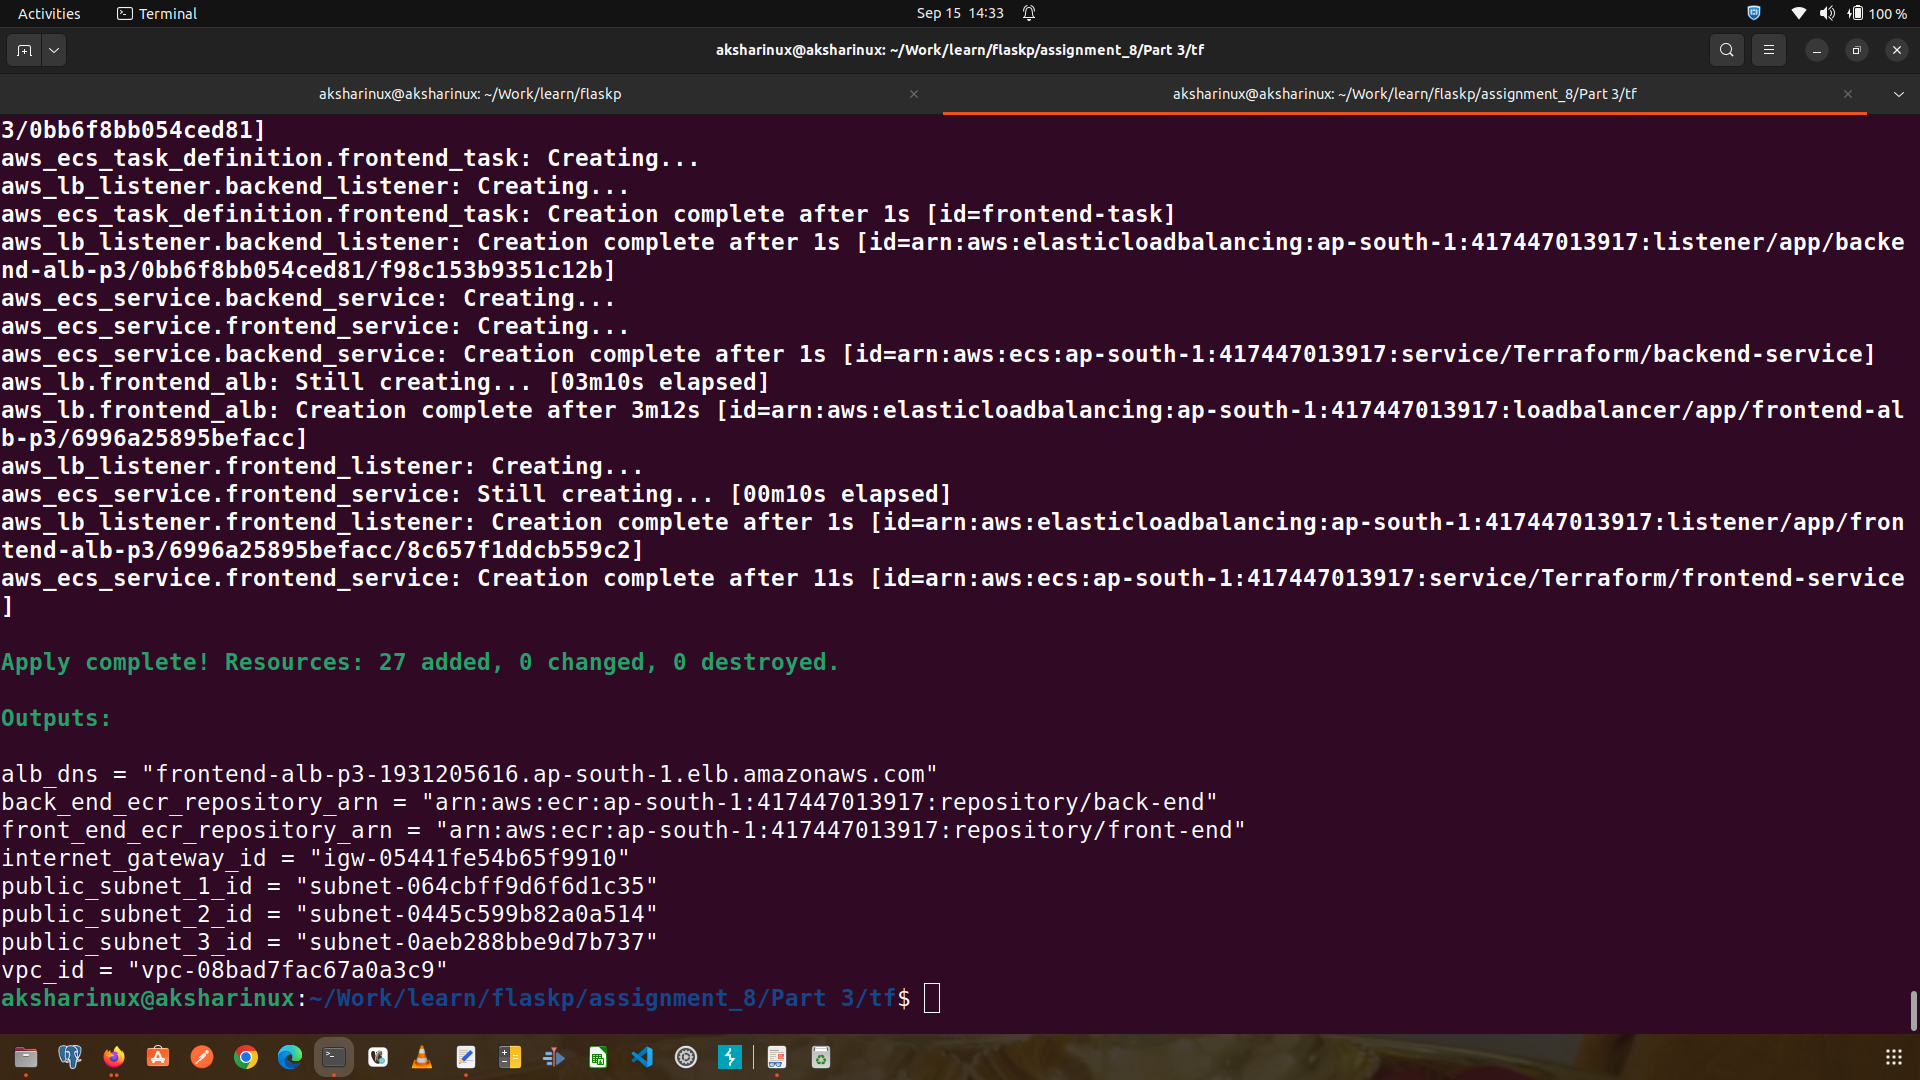 Activities
Terminal
Sep 15 14:33
100 %
aksharinux@aksharinux: ~/Work/learn/flaskp/assignment_8/Part 3/tf
aksharinux@aksharinux: ~/Work/learn/flaskp
aksharinux@aksharinux: ~/Work/learn/flaskp/assignment_8/Part 3/tf
3/0bb6f8bb054ced81]
aws_ecs_task_definition.frontend_task: Creating...
aws_lb_listener.backend_listener: Creating...
aws_ecs_task_definition.frontend_task: Creation complete after 1s [id=frontend-task]
aws_lb_listener.backend_listener: Creation complete after 1s [id=arn:aws:elasticloadbalancing:ap-south-1:417447013917:listener/app/backe
nd-alb-p3/0bb6f8bb054ced81/f98c153b9351c12b]
aws_ecs_service.backend_service: Creating...
aws_ecs_service.frontend_service: Creating...
aws_ecs_service.backend_service: Creation complete after 1s [id=arn:aws:ecs:ap-south-1:417447013917:service/Terraform/backend-service]
aws_lb.frontend_alb: Still creating... [03m10s elapsed]
aws_lb.frontend_alb: Creation complete after 3m12s [id=arn:aws:elasticloadbalancing:ap-south-1:417447013917:loadbalancer/app/frontend-al
b-p3/6996a25895befacc]
aws_lb_listener.frontend_listener: Creating...
aws_ecs_service.frontend_service: Still creating... [00m10s elapsed]
aws_lb_listener.frontend_listener: Creation complete after 1s [id=arn:aws:elasticloadbalancing:ap-south-1:417447013917:listener/app/fron
tend-alb-p3/6996a25895befacc/8c657f1ddcb559c2]
aws_ecs_service.frontend_service: Creation complete after 11s [id=arn:aws:ecs:ap-south-1:417447013917:service/Terraform/frontend-service
]
Apply complete! Resources: 27 added, 0 changed, 0 destroyed.
Outputs:
alb_dns = "frontend-alb-p3-1931205616.ap-south-1.elb.amazonaws.com"
back_end_ecr_repository_arn = "arn:aws:ecr:ap-south-1:417447013917:repository/back-end"
front_end_ecr_repository_arn = "arn:aws:ecr:ap-south-1:417447013917:repository/front-end"
internet_gateway_id = "igw-05441fe54b65f9910"
public_subnet_1_id = "subnet-064cbff9d6f6d1c35"
public_subnet_2_id = "subnet-0445c599b82a0a514"
public_subnet_3_id = "subnet-0aeb288bbe9d7b737"
vpc_id = "vpc-08bad7fac67a0a3c9"
aksharinux@aksharinux:~/Work/learn/flaskp/assignment_8/Part 3/tf$